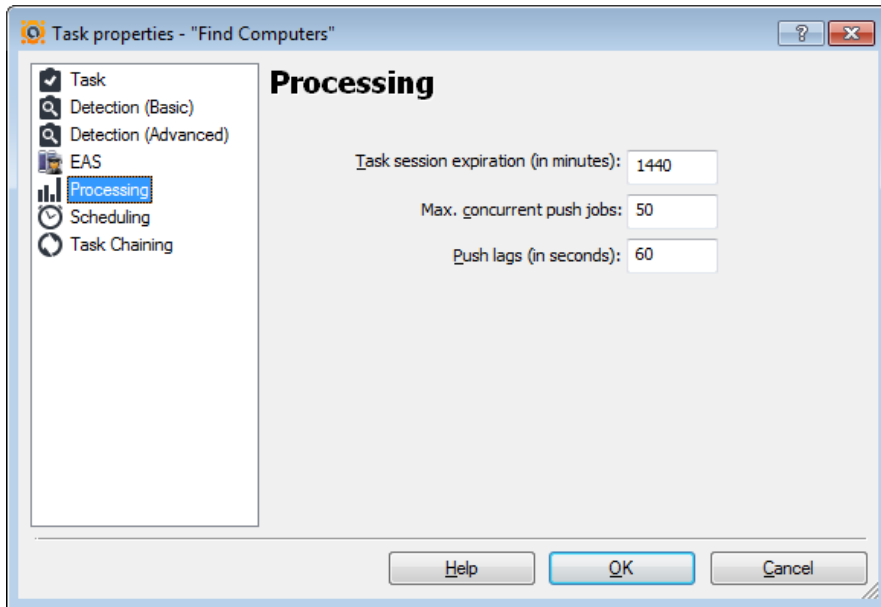 Task properties - "Find Computers"
Task
Detection (Basic)
Detection (Advanced)
EAS
Processing
Scheduling
Task Chaining
Processing
Task session expiration (in minutes): 1440
Max. concurrent push jobs: 50
Push lags (in seconds): 60
Help OK Cancel